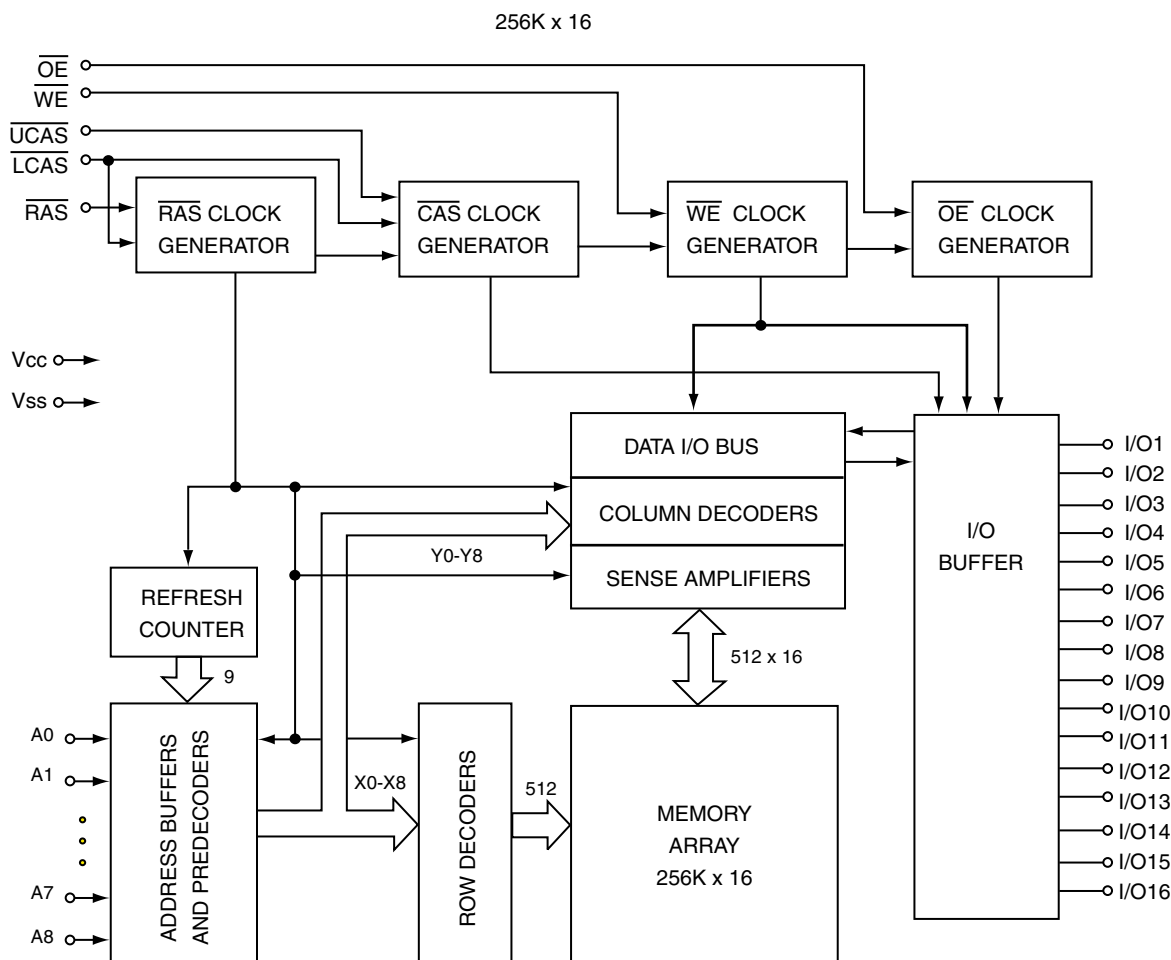 256K x 16
OE
WE
UCAS
LCAS
RAS
RAS CLOCK
GENERATOR
CAS CLOCK
GENERATOR
WE CLOCK
GENERATOR
OE CLOCK
GENERATOR
Vcc
Vss
DATA I/O BUS
COLUMN DECODERS
SENSE AMPLIFIERS
Y0-Y8
I/O
BUFFER
I/O1
I/O2
I/O3
I/O4
I/O5
I/O6
I/O7
I/O8
I/O9
I/O10
I/O11
I/O12
I/O13
I/O14
I/O15
I/O16
REFRESH
COUNTER
9
512 x 16
A0
A1
A7
A8
ADDRESS BUFFERS
AND PREDECODERS
X0-X8
ROW DECODERS
512
MEMORY
ARRAY
256K x 16